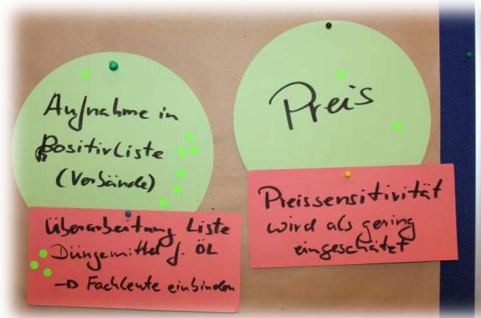 Aufnahme in
Positivliste
(Verbände)
Überarbeitung Liste
Düngemittel f. ÖL
→ Fachleute einbinden
Preis
Preissensitivität
wird als gering
eingeschätzt